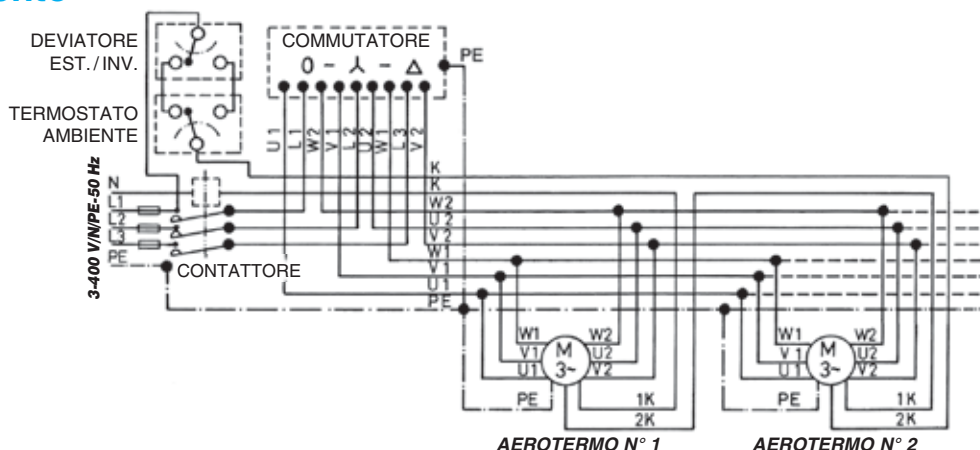 DEVIATORE
EST. / INV.
TERMOSTATO
AMBIENTE
COMMUTATORE
PE
0 - ⅄ - Δ
U1
L1
W2
V1
L2
U2
W1
L3
V2
3-400 V/N/PE-50 Hz
N
L1
L2
L3
PE
CONTATTORE
K
K
W2
U2
V2
W1
V1
U1
PE
W1
V1
U1
M
3~
W2
U2
V2
PE
1K
2K
AEROTERMO N° 1
W1
V1
U1
M
3~
W2
U2
V2
PE
1K
2K
AEROTERMO N° 2